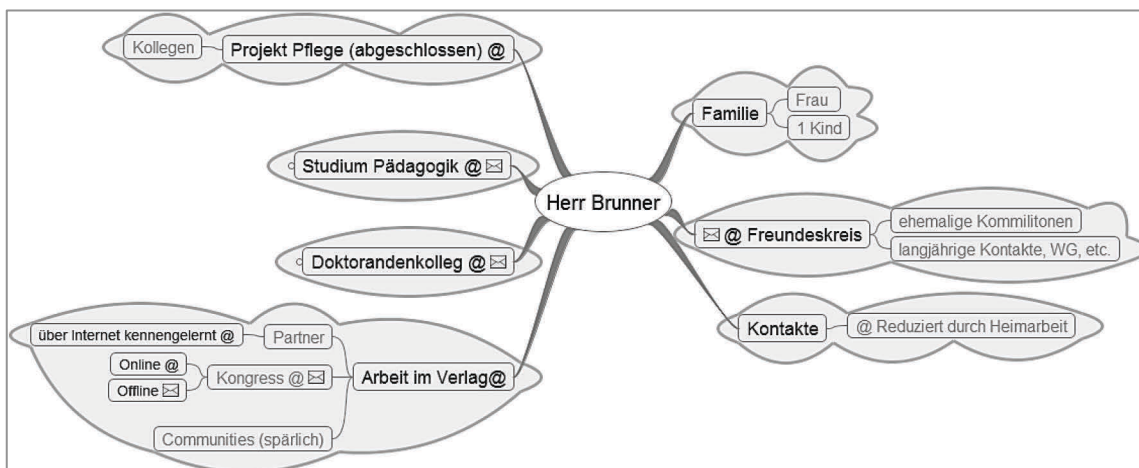 Kollegen
Projekt Pflege (abgeschlossen) @
Studium Pädagogik @ ✉
Doktorandenkolleg @ ✉
über Internet kennengelernt @
Partner
Online @
Offline ✉
Kongress @ ✉
Arbeit im Verlag@
Communities (spärlich)
Herr Brunner
Familie
Frau
1 Kind
✉ @ Freundeskreis
ehemalige Kommilitonen
langjährige Kontakte, WG, etc.
Kontakte
@ Reduziert durch Heimarbeit